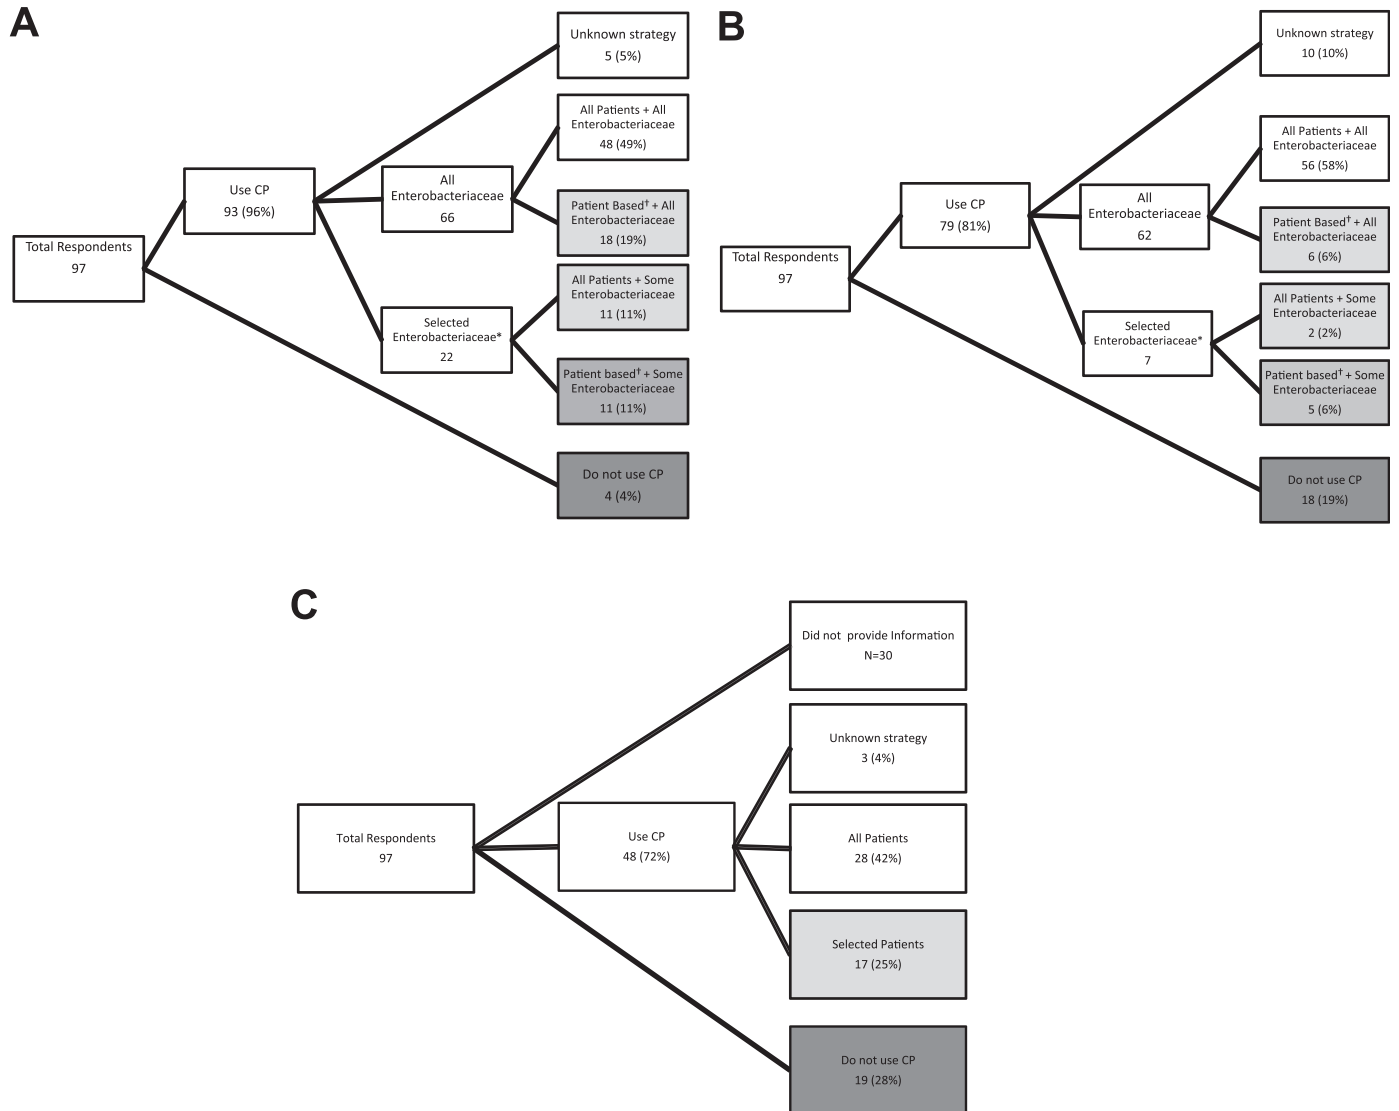 A
Unknown strategy
5 (5%)
All Patients + All
Enterobacteriaceae
48 (49%)
Use CP
93 (96%)
All
Enterobacteriaceae
66
Patient Based† + All
Enterobacteriaceae
18 (19%)
Total Respondents
97
All Patients + Some
Enterobacteriaceae
11 (11%)
Selected
Enterobacteriaceae*
22
Patient based† + Some
Enterobacteriaceae
11 (11%)
Do not use CP
4 (4%)
B
Unknown strategy
10 (10%)
All Patients + All
Enterobacteriaceae
56 (58%)
Use CP
79 (81%)
All
Enterobacteriaceae
62
Patient Based† + All
Enterobacteriaceae
6 (6%)
Total Respondents
97
All Patients + Some
Enterobacteriaceae
2 (2%)
Selected
Enterobacteriaceae*
7
Patient based† + Some
Enterobacteriaceae
5 (6%)
Do not use CP
18 (19%)
C
Did not provide Information
N=30
Unknown strategy
3 (4%)
Total Respondents
97
Use CP
48 (72%)
All Patients
28 (42%)
Selected Patients
17 (25%)
Do not use CP
19 (28%)